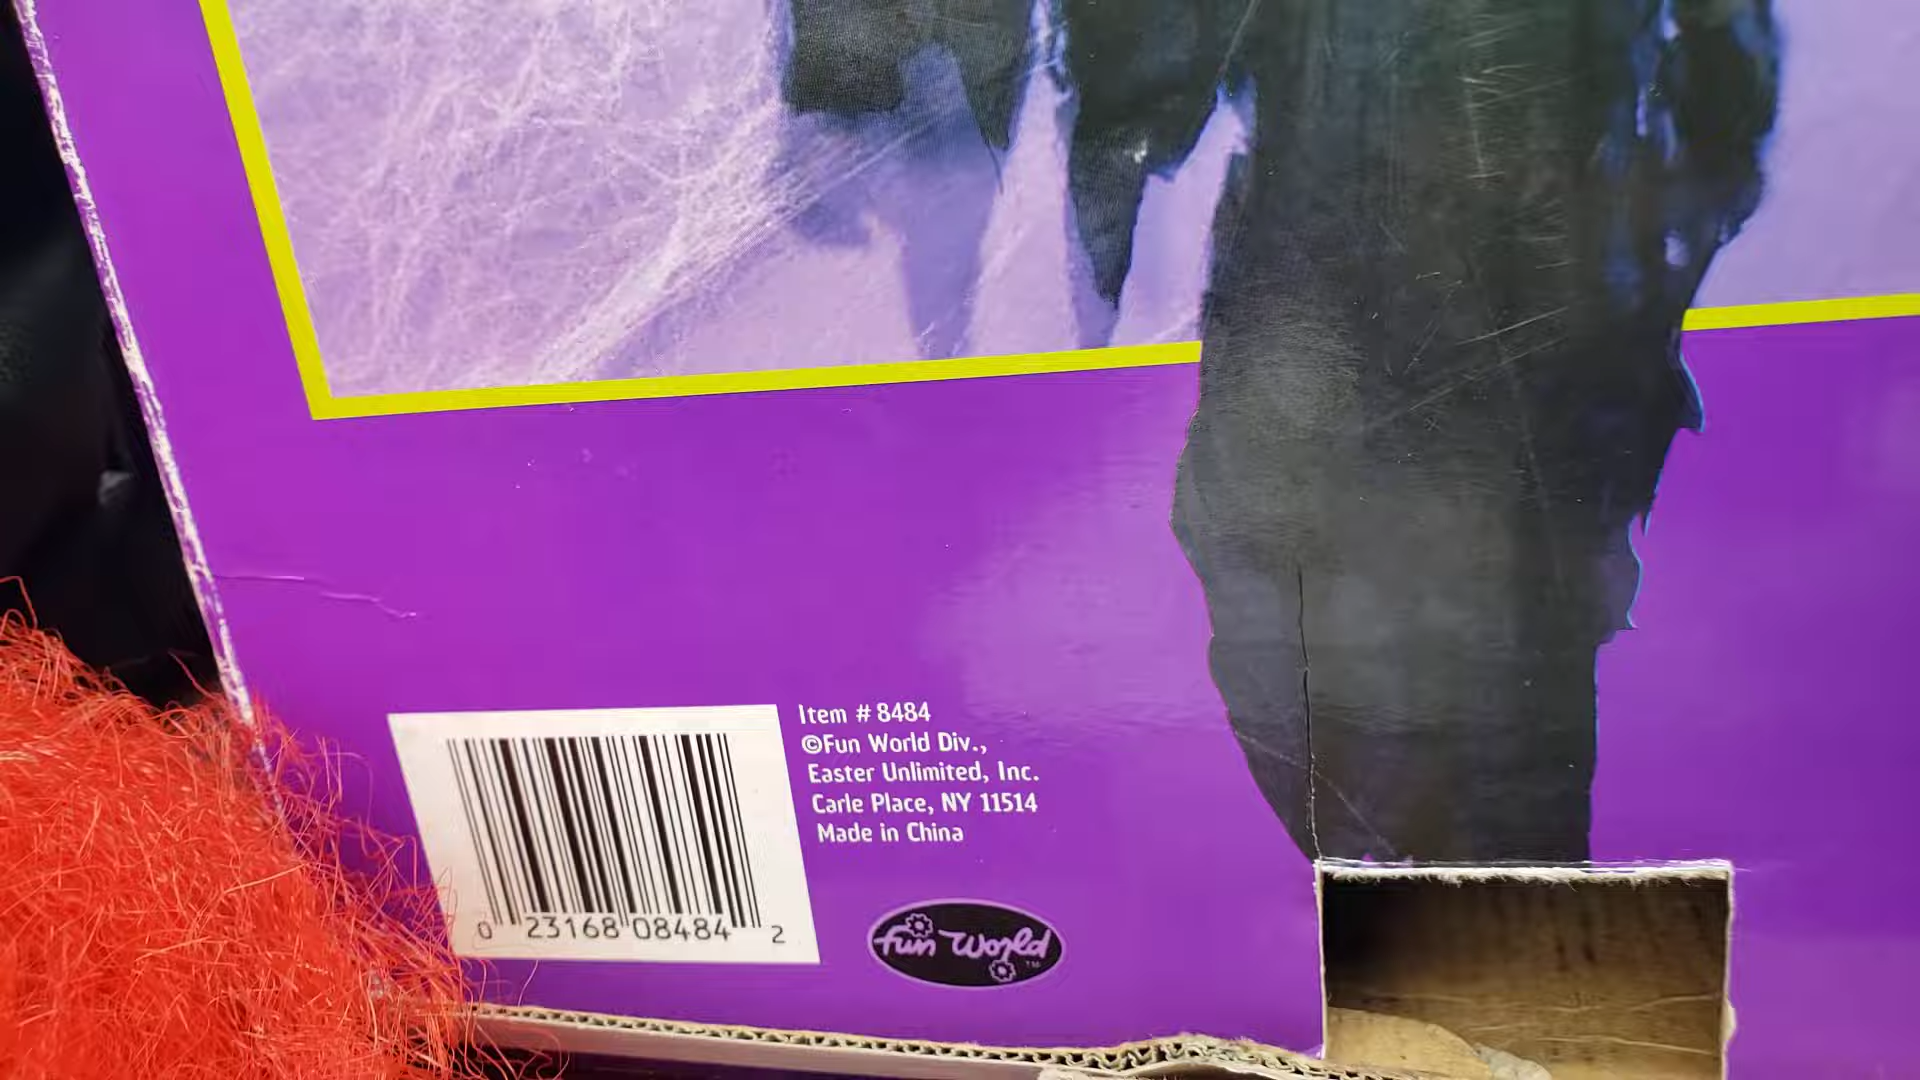 Item # 8484
©Fun World Div.,
Easter Unlimited, Inc.
Carle Place, NY 11514
Made in China
0 23168 08484 2
fun world
TM